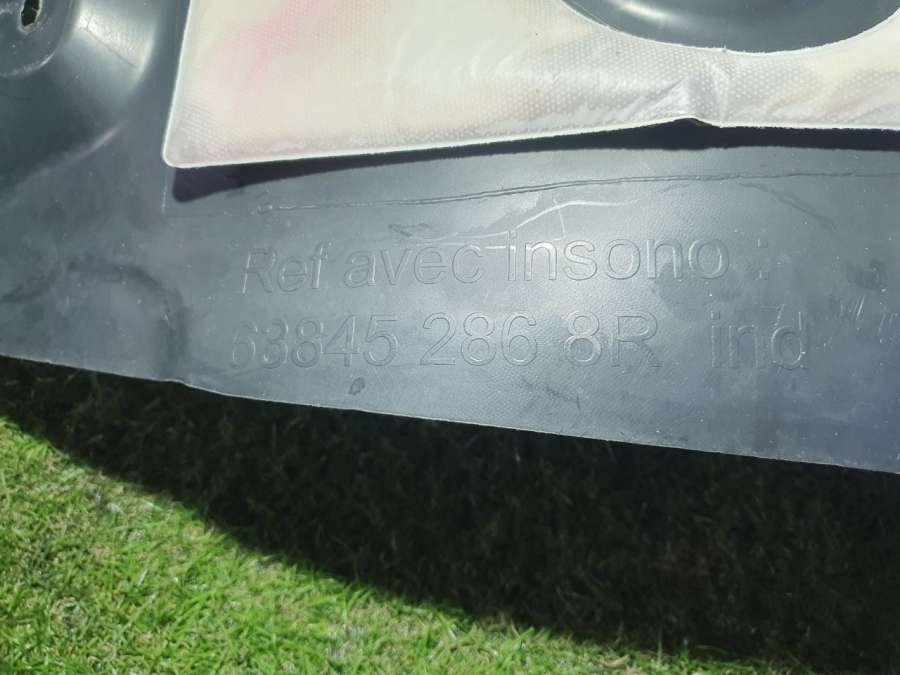 Ref avec insono :
63845 286 8R ind